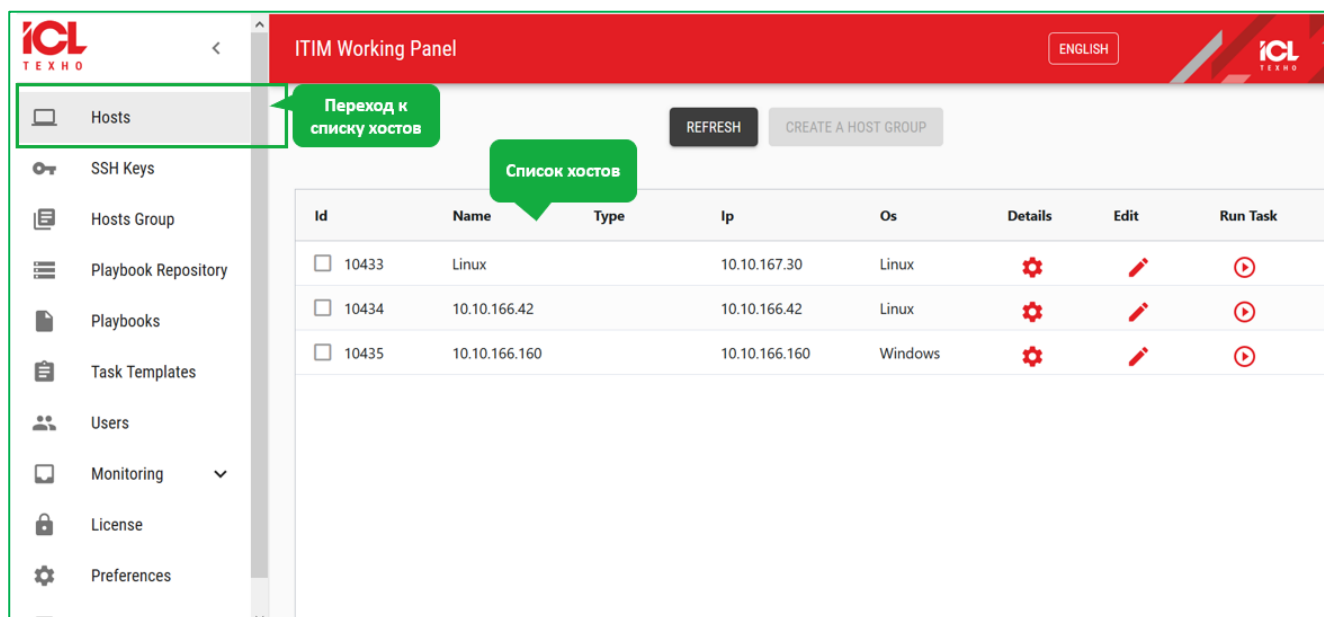 iCL
ТЕХНО
ITIM Working Panel
ENGLISH
iCL
ТЕХНО
Hosts
Переход к
списку хостов
REFRESH
CREATE A HOST GROUP
SSH Keys
Список хостов
Hosts Group
Id Name Type Ip Os Details Edit Run Task
Playbook Repository
10433 Linux 10.10.167.30 Linux
Playbooks
10434 10.10.166.42 10.10.166.42 Linux
10435 10.10.166.160 10.10.166.160 Windows
Task Templates
Users
Monitoring
License
Preferences